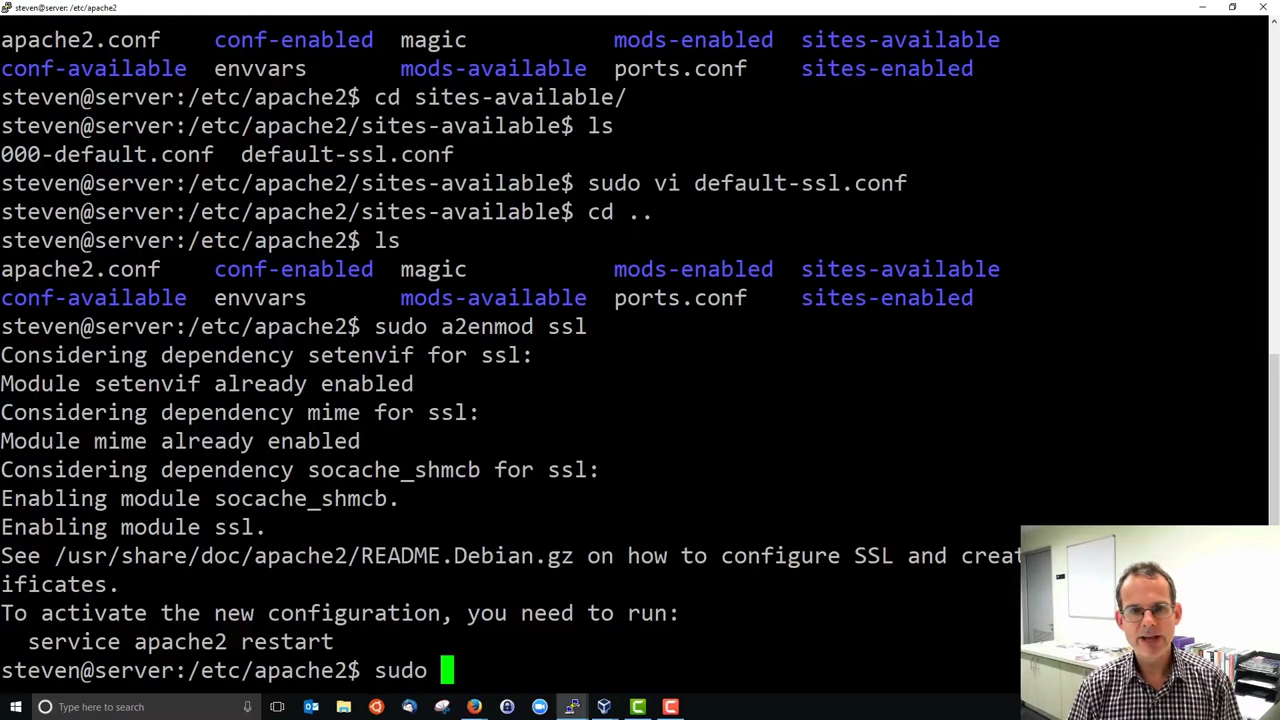 steven@server: /etc/apache2
apache2.conf conf-enabled magic mods-enabled sites-available
conf-available envvars mods-available ports.conf sites-enabled
steven@server:/etc/apache2$ cd sites-available/
steven@server:/etc/apache2/sites-available$ ls
000-default.conf default-ssl.conf
steven@server:/etc/apache2/sites-available$ sudo vi default-ssl.conf
steven@server:/etc/apache2/sites-available$ cd ..
steven@server:/etc/apache2$ ls
apache2.conf conf-enabled magic mods-enabled sites-available
conf-available envvars mods-available ports.conf sites-enabled
steven@server:/etc/apache2$ sudo a2enmod ssl
Considering dependency setenvif for ssl:
Module setenvif already enabled
Considering dependency mime for ssl:
Module mime already enabled
Considering dependency socache_shmcb for ssl:
Enabling module socache_shmcb.
Enabling module ssl.
See /usr/share/doc/apache2/README.Debian.gz on how to configure SSL and creat
ificates.
To activate the new configuration, you need to run:
service apache2 restart
steven@server:/etc/apache2$ sudo
Type here to search